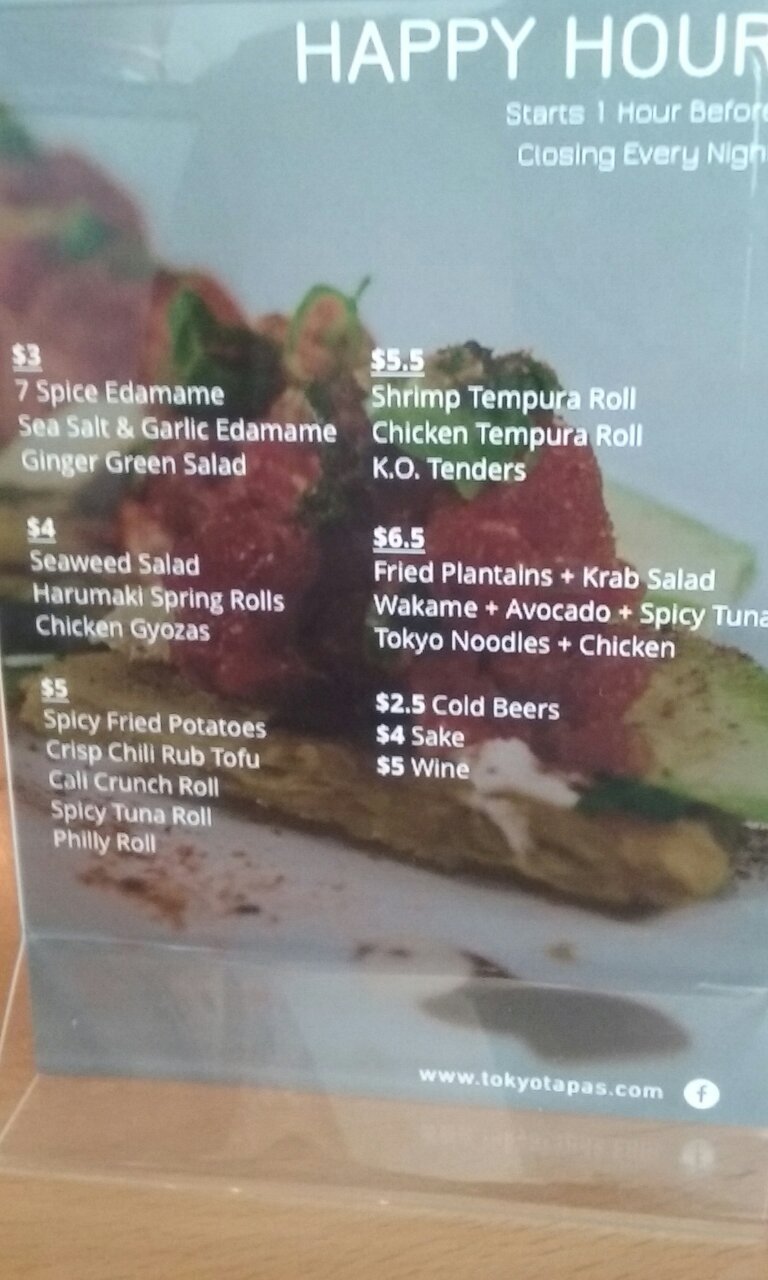 HAPPY HOUR
Starts 1 Hour Before
Closing Every Nigh
$3
7 Spice Edamame
Sea Salt & Garlic Edamame
Ginger Green Salad
$4
Seaweed Salad
Harumaki Spring Rolls
Chicken Gyozas
$5
Spicy Fried Potatoes
Crisp Chili Rub Tofu
Cali Crunch Roll
Spicy Tuna Roll
Philly Roll
$5.5
Shrimp Tempura Roll
Chicken Tempura Roll
K.O. Tenders
$6.5
Fried Plantains + Krab Salad
Wakame + Avocado + Spicy Tuna
Tokyo Noodles + Chicken
$2.5 Cold Beers
$4 Sake
$5 Wine
www.tokyotapas.com f